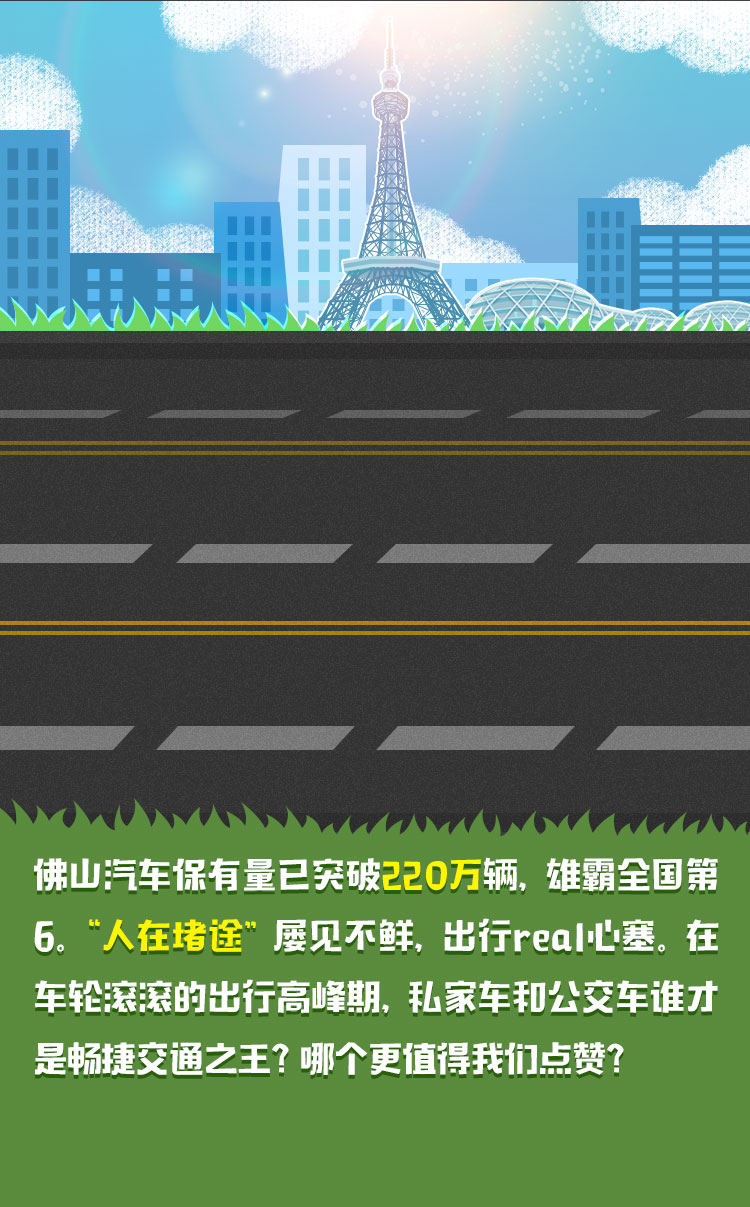 佛山汽车保有量已突破220万辆，雄霸全国第
6。“人在堵途”屡见不鲜，出行real心塞。在
车轮滚滚的出行高峰期，私家车和公交车谁才
是畅捷交通之王？哪个更值得我们点赞？